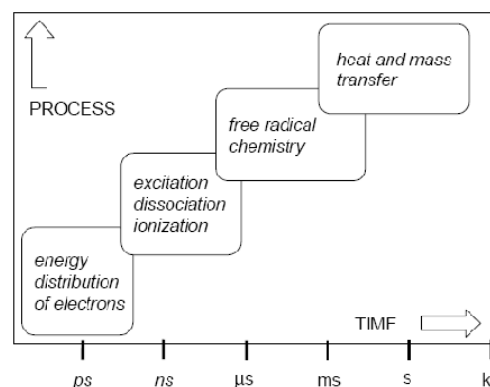 heat and mass
transfer
PROCESS
free radical
chemistry
excitation
dissociation
ionization
energy
distribution
of electrons
TIME
ps
ns
μs
ms
s
k